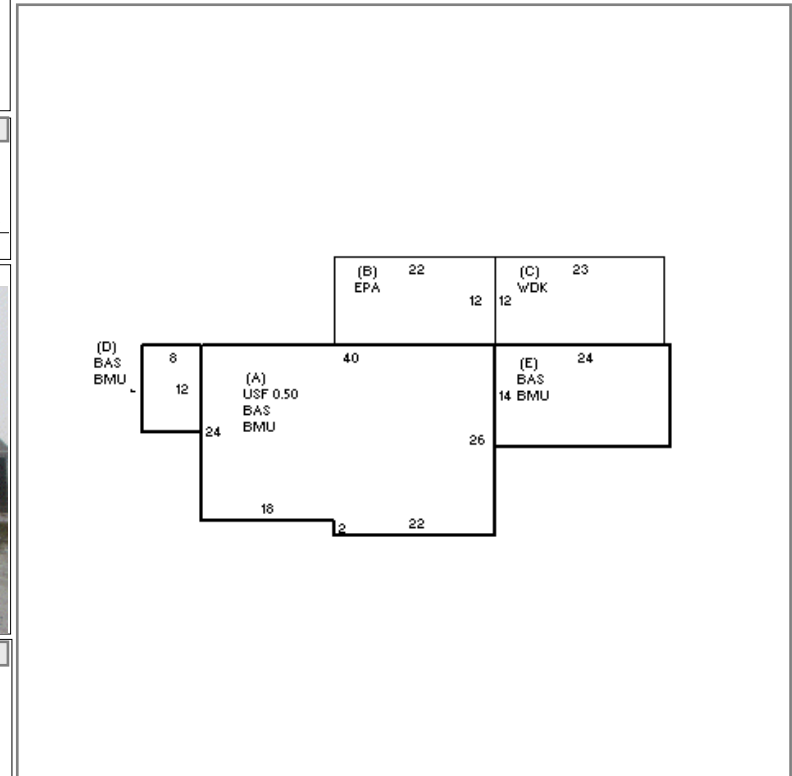 (B)
EPA
22
12
(C)
WDK
23
12
(D)
BAS
BMU
8
12
40
(A)
USF 0.50
BAS
BMU
24
26
18
2
22
(E)
BAS
BMU
24
14